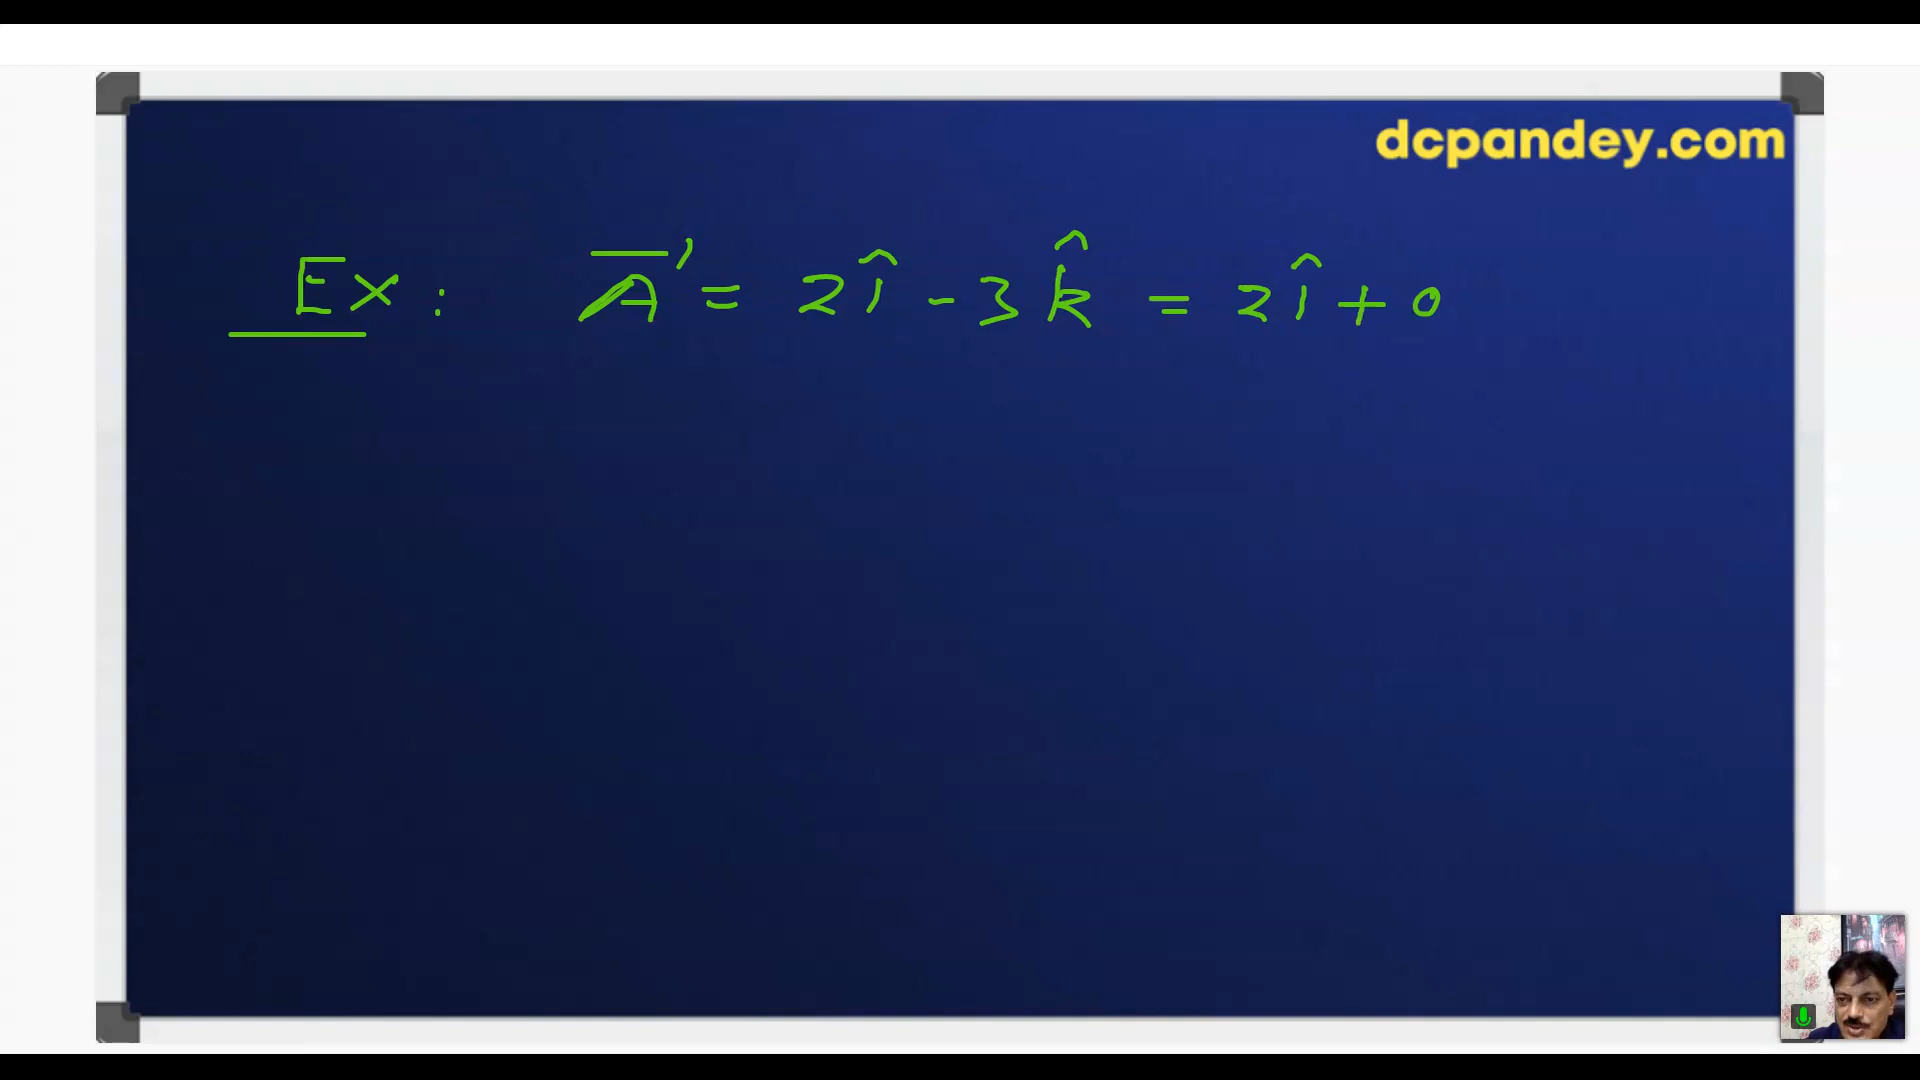 dcpandey.com
Ex : A⃗ = 2î - 3k̂ = 2î + 0